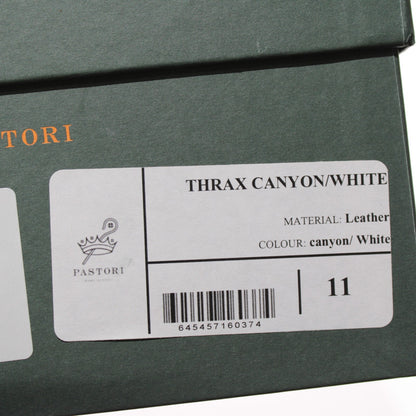 STORI
THRAX CANYON/WHITE
MATERIAL: Leather
COLOUR: canyon/ White
PASTORI
11
645457160374